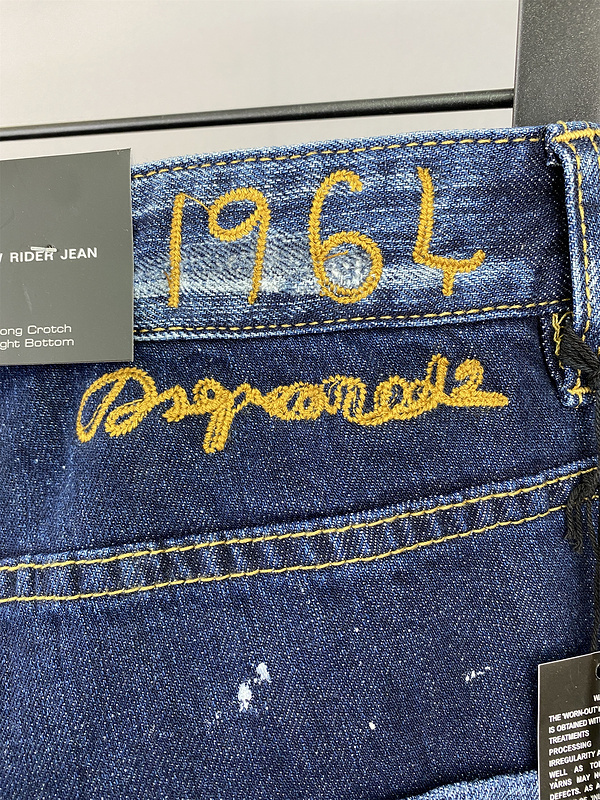 1964
Dsquared2
RIDER JEAN
ong Crotch
ght Bottom
THE 'WORN-OUT'
IS OBTAINED WITH
TREATMENTS
PROCESSING
IRREGULARITY
WELL AS
YARNS MAY
DEFECTS. AS A